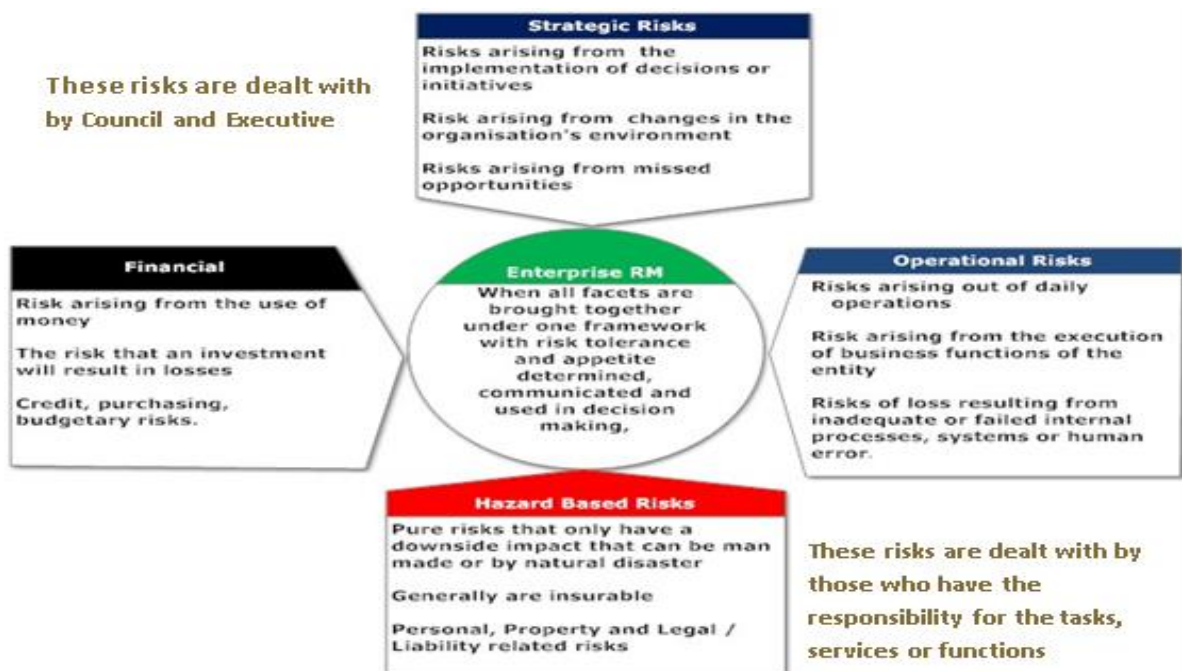 Strategic Risks
Risks arising from the
implementation of decisions or
initiatives
Risk arising from changes in the
organisation's environment
Risks arising from missed
opportunities
These risks are dealt with
by Council and Executive
Financial
Risk arising from the use of
money
The risk that an investment
will result in losses
Credit, purchasing,
budgetary risks.
Enterprise RM
When all facets are
brought together
under one framework
with risk tolerance
and appetite
determined,
communicated and
used in decision
making,
Operational Risks
Risks arising out of daily
operations
Risk arising from the execution
of business functions of the
entity
Risks of loss resulting from
inadequate or failed internal
processes, systems or human
error.
Hazard Based Risks
Pure risks that only have a
downside impact that can be man
made or by natural disaster
Generally are insurable
Personal, Property and Legal /
Liability related risks
These risks are dealt with by
those who have the
responsibility for the tasks,
services or functions